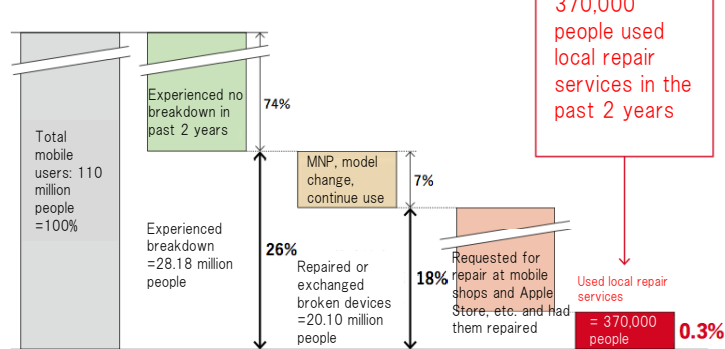 370,000
people used
local repair
services in the
past 2 years
Experienced no
breakdown in
past 2 years
74%
Total
mobile
users: 110
million
people
=100%
MNP, model
change,
continue use
7%
Experienced
breakdown
=28.18 million
people
26%
Repaired or
exchanged
broken devices
=20.10 million
people
18%
Requested for
repair at mobile
shops and Apple
Store, etc. and had
them repaired
Used local repair
services
= 370,000
people
0.3%